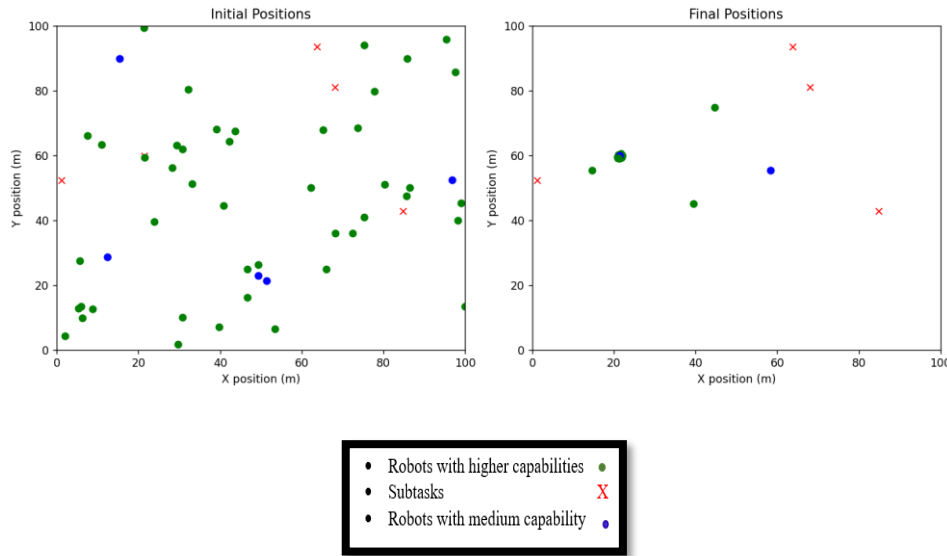 Initial Positions
Final Positions
100
80
60
40
20
0
Y position (m)
0 20 40 60 80 100
X position (m)
100
80
60
40
20
0
Y position (m)
0 20 40 60 80 100
X position (m)
• Robots with higher capabilities
• Subtasks X
• Robots with medium capability